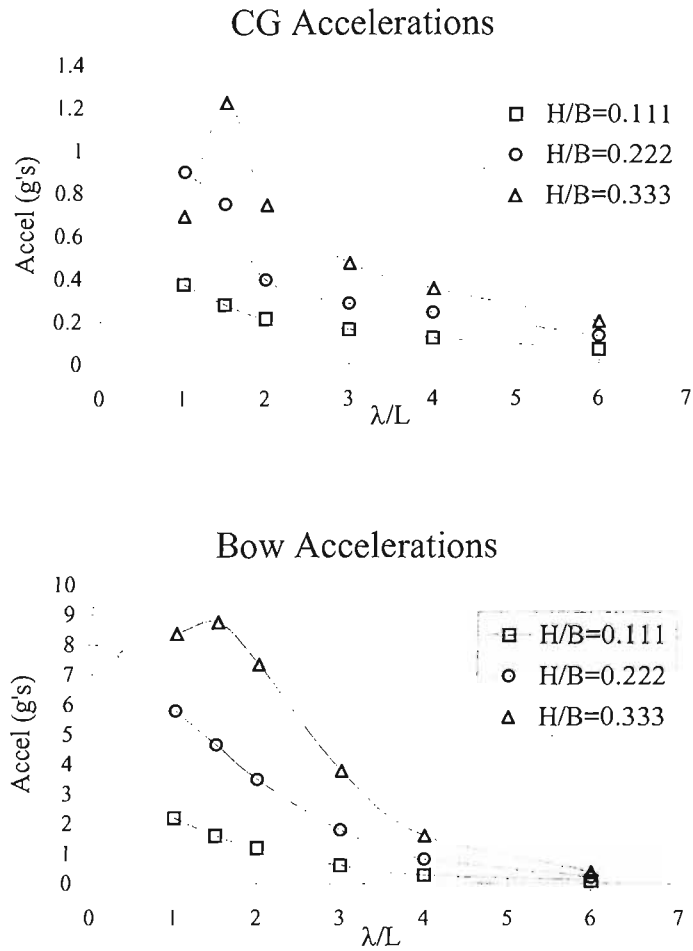 CG Accelerations
1.4
1.2
1
0.8
0.6
0.4
0.2
0
Accel (g's)
H/B=0.111
H/B=0.222
H/B=0.333
0 1 2 3 4 5 6 7
λ/L
Bow Accelerations
10
9
8
7
6
5
4
3
2
1
0
Accel (g's)
H/B=0.111
H/B=0.222
H/B=0.333
0 1 2 3 4 5 6 7
λ/L